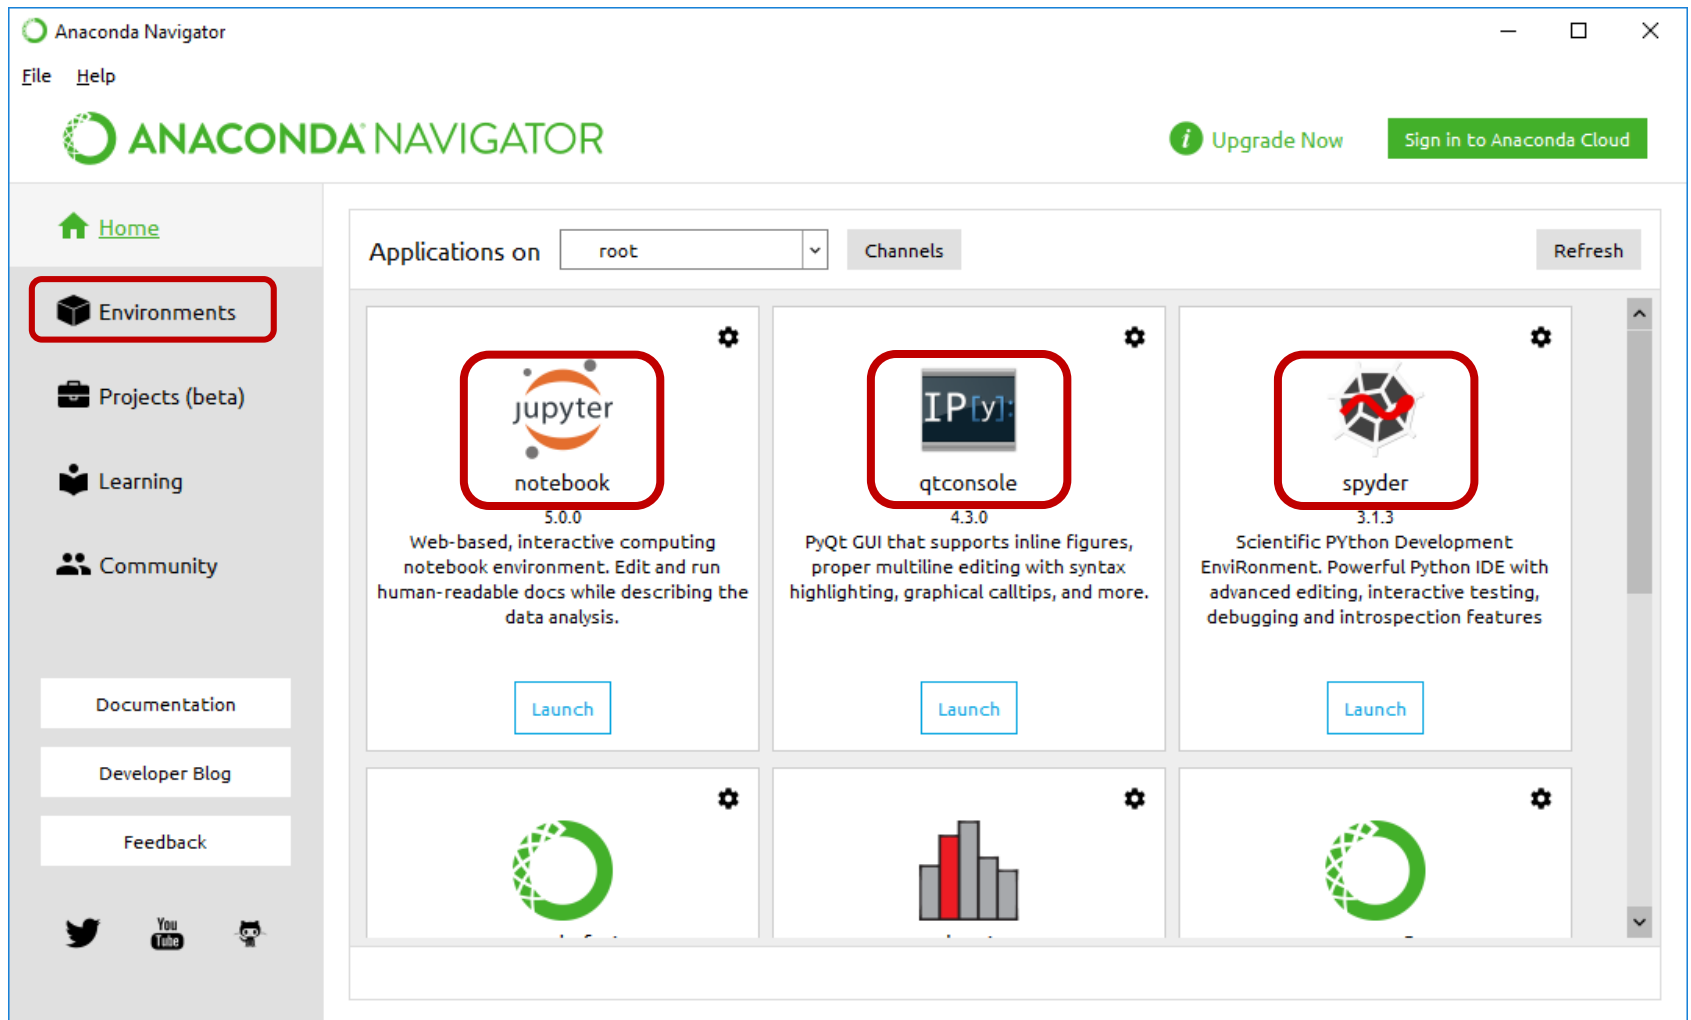 Anaconda Navigator
File Help
ANACONDA NAVIGATOR
i Upgrade Now
Sign in to Anaconda Cloud
Home
Environments
Projects (beta)
Learning
Community
Documentation
Developer Blog
Feedback
You
Tube
Applications on root Channels Refresh
jupyter
notebook
5.0.0
Web-based, interactive computing
notebook environment. Edit and run
human-readable docs while describing the
data analysis.
Launch
IP[y]:
qtconsole
4.3.0
PyQt GUI that supports inline figures,
proper multiline editing with syntax
highlighting, graphical calltips, and more.
Launch
spyder
3.1.3
Scientific PYthon Development
EnviRonment. Powerful Python IDE with
advanced editing, interactive testing,
debugging and introspection features
Launch